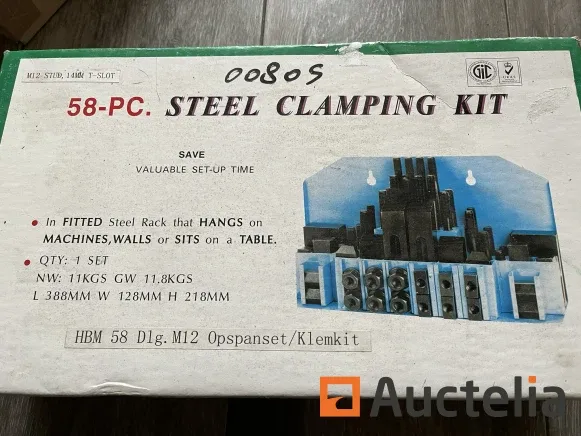 M12 STUD, 14MM T-SLOT
00805
GIC
58-PC. STEEL CLAMPING KIT
SAVE
VALUABLE SET-UP TIME
• In FITTED Steel Rack that HANGS on
MACHINES,WALLS or SITS on a TABLE.
• QTY: 1 SET
NW: 11KGS GW 11.8KGS
L 388MM W 128MM H 218MM
HBM 58 Dlg.M12 Opspanset/Klemkit
Auctelia